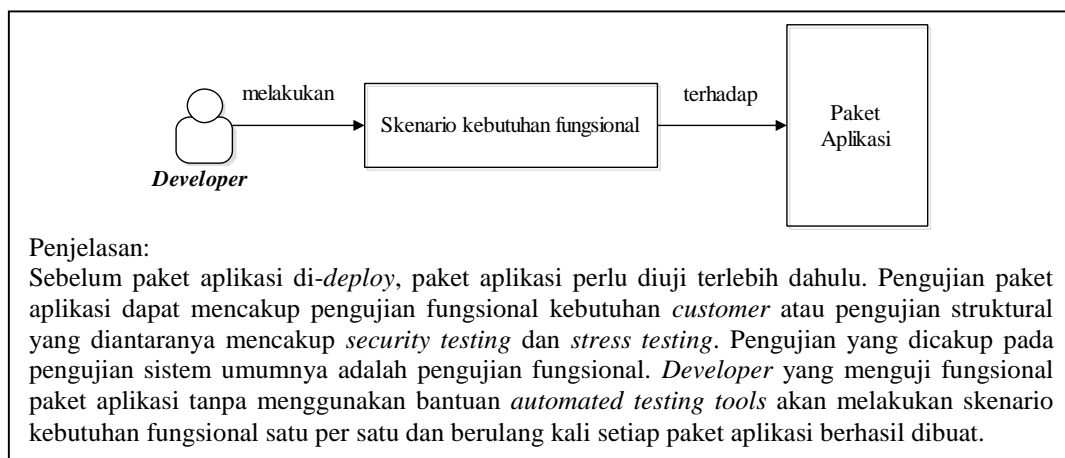 melakukan
terhadap
Skenario kebutuhan fungsional
Paket
Aplikasi
Developer
Penjelasan:
Sebelum paket aplikasi di-deploy, paket aplikasi perlu diuji terlebih dahulu. Pengujian paket
aplikasi dapat mencakup pengujian fungsional kebutuhan customer atau pengujian struktural
yang diantaranya mencakup security testing dan stress testing. Pengujian yang dicakup pada
pengujian sistem umumnya adalah pengujian fungsional. Developer yang menguji fungsional
paket aplikasi tanpa menggunakan bantuan automated testing tools akan melakukan skenario
kebutuhan fungsional satu per satu dan berulang kali setiap paket aplikasi berhasil dibuat.